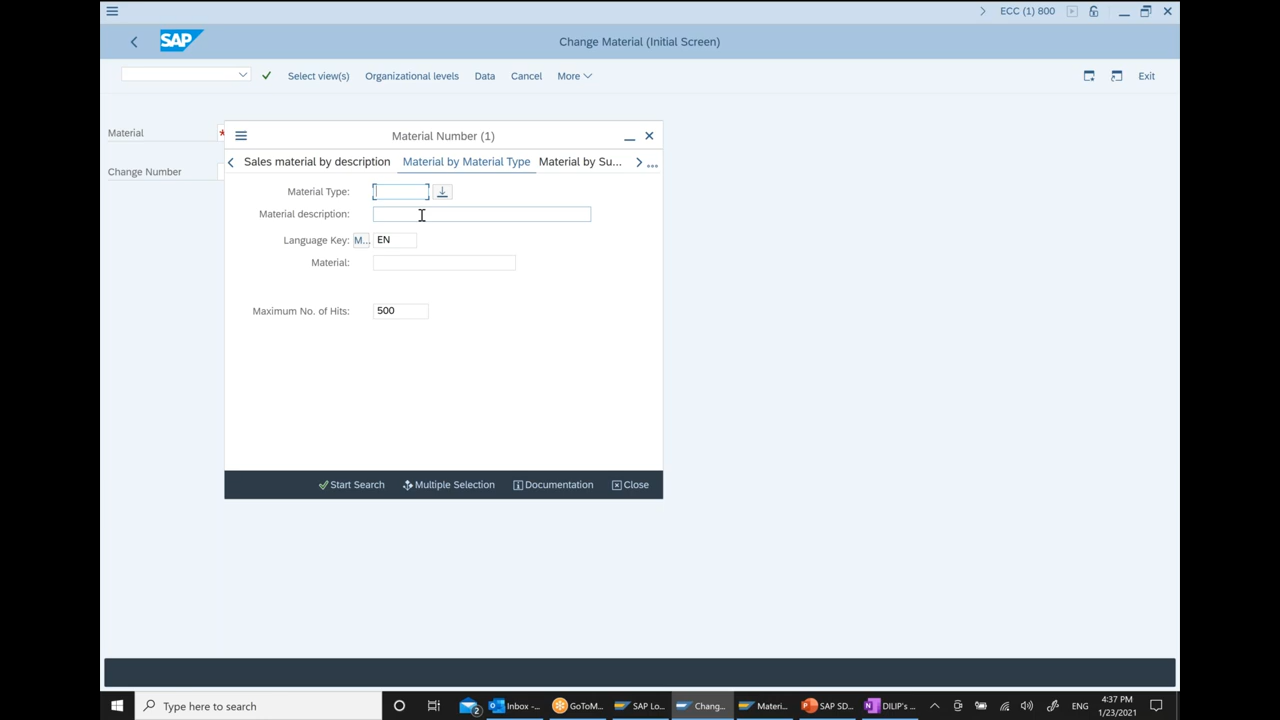 ECC (1) 800
SAP
Change Material (Initial Screen)
Select view(s) Organizational levels Data Cancel More Exit
Material *
Change Number
Material Number (1)
Sales material by description Material by Material Type Material by Su... ...
Material Type:
Material description:
Language Key: M... EN
Material:
Maximum No. of Hits: 500
Start Search Multiple Selection Documentation Close
Type here to search
2
Inbox -...
GoToM...
SAP Lo...
Chang...
Materi...
SAP SD...
DILIP's ...
ENG
4:37 PM
1/23/2021